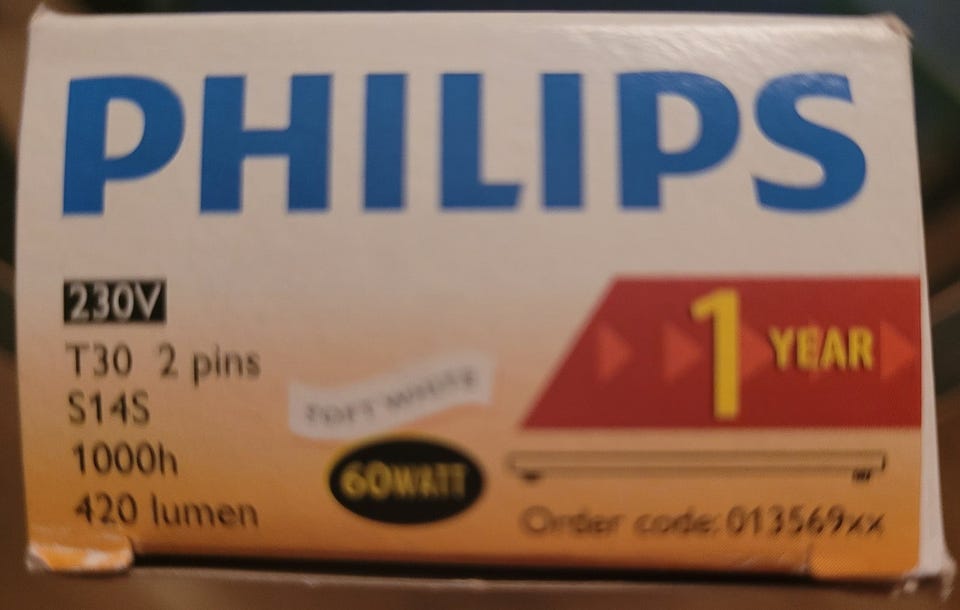 PHILIPS
230V
T30 2 pins
S14S
1000h
420 lumen
SOFT WHITE
60WATT
1 YEAR
Order code: 013569xx